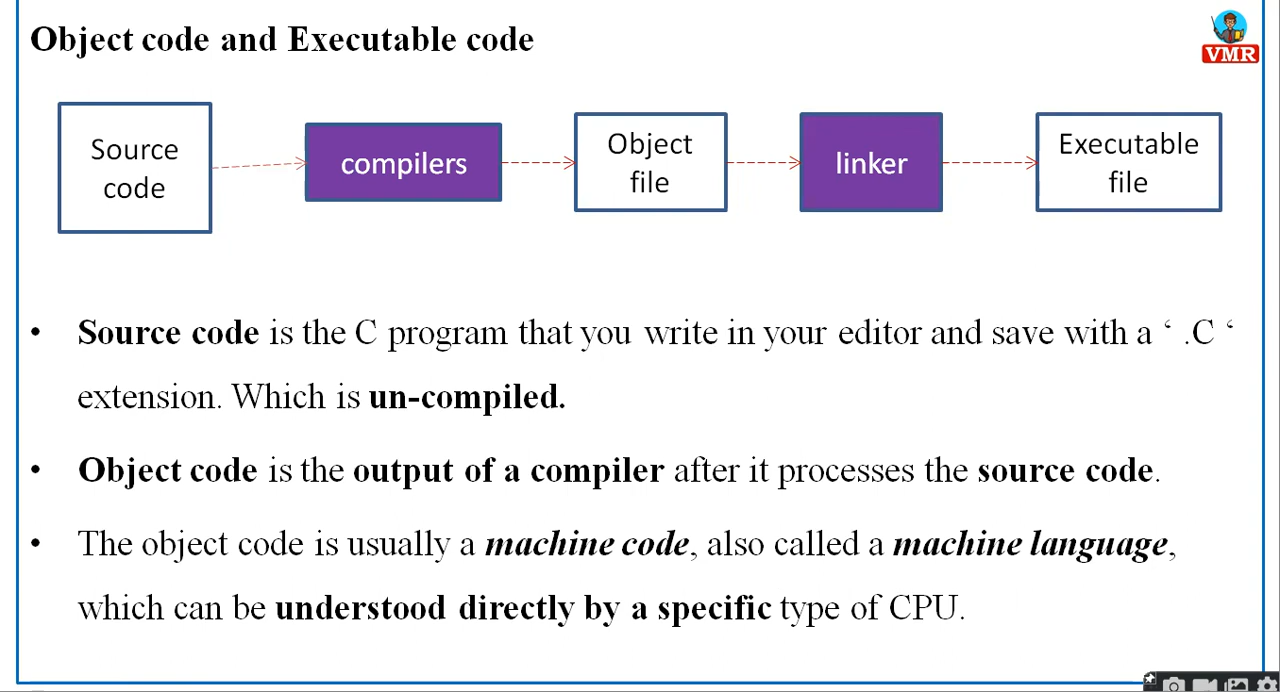 Object code and Executable code
VMR
Source
code
compilers
Object
file
linker
Executable
file
• Source code is the C program that you write in your editor and save with a ‘ .C ‘
extension. Which is un-compiled.
• Object code is the output of a compiler after it processes the source code.
• The object code is usually a machine code, also called a machine language,
which can be understood directly by a specific type of CPU.